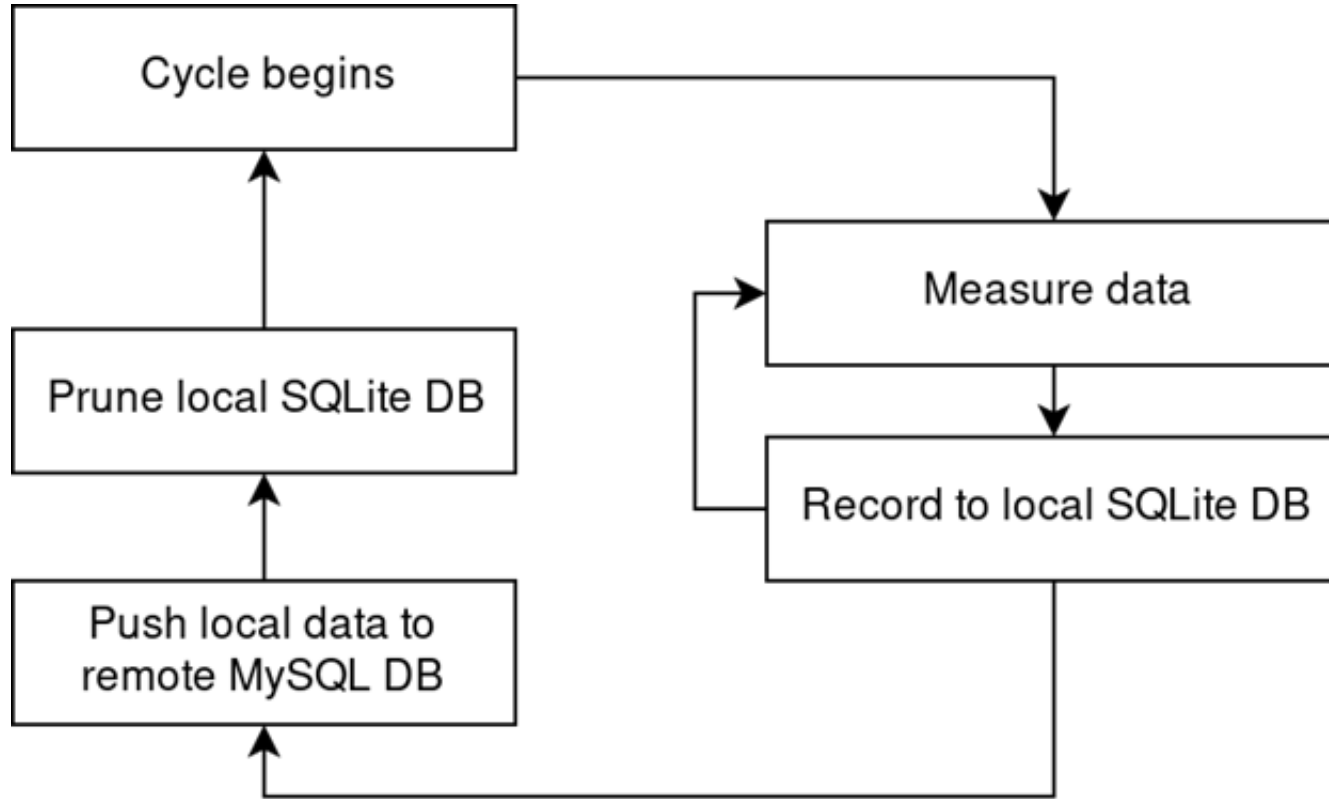 Cycle begins
Measure data
Prune local SQLite DB
Record to local SQLite DB
Push local data to
remote MySQL DB